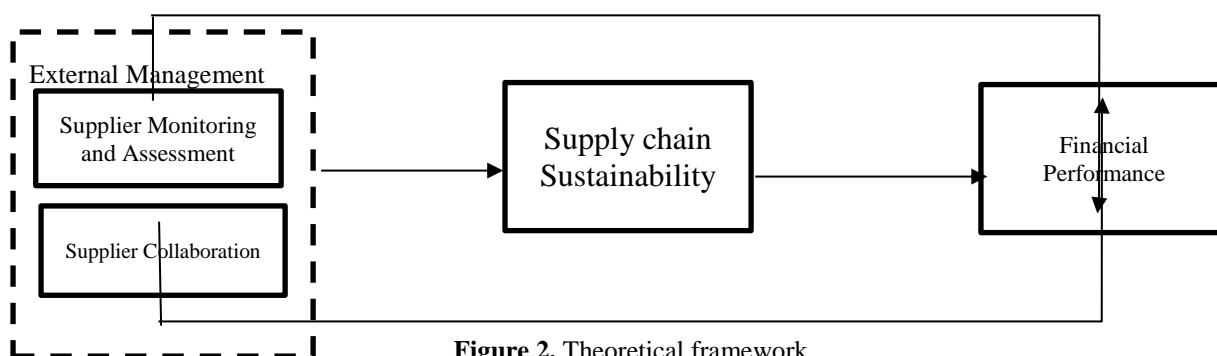 External Management
Supplier Monitoring
and Assessment
Supplier Collaboration
Supply chain
Sustainability
Financial
Performance
Figure 2. Theoretical framework